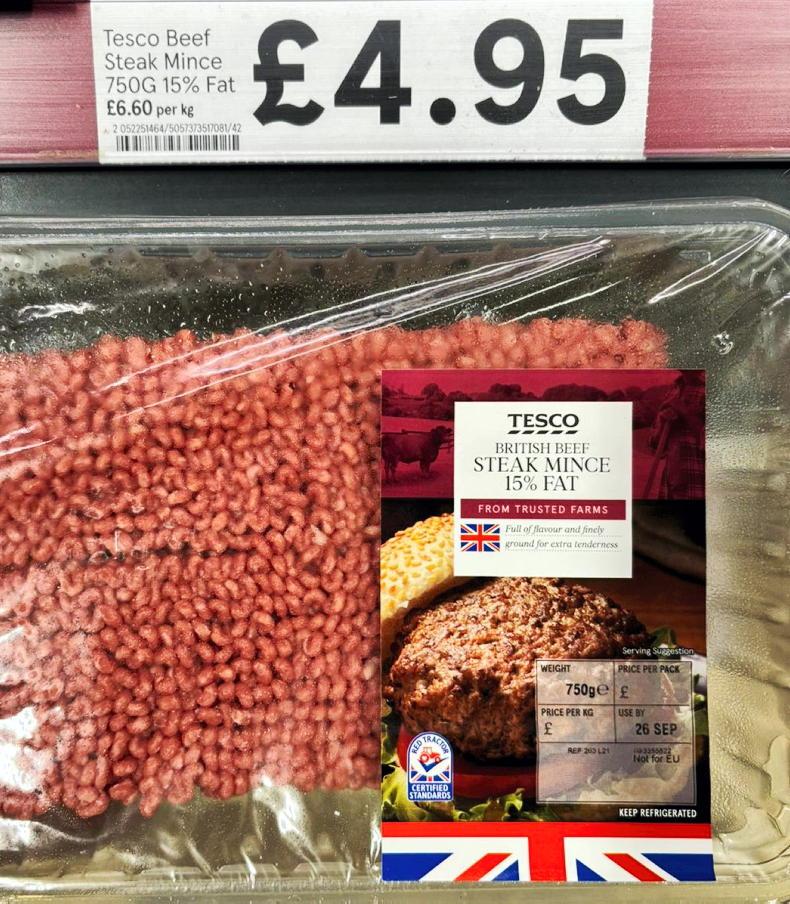 Tesco Beef
Steak Mince
750G 15% Fat
£6.60 per kg
2 052251464/5057373517081/42
£4.95
TESCO
BRITISH BEEF
STEAK MINCE
15% FAT
FROM TRUSTED FARMS
Full of flavour and finely
ground for extra tenderness
Serving Suggestion
WEIGHT PRICE PER PACK
750g℮ £
PRICE PER KG USE BY
£ 26 SEP
REF 263 L21
Not for EU
RED TRACTOR
CERTIFIED
STANDARDS
KEEP REFRIGERATED